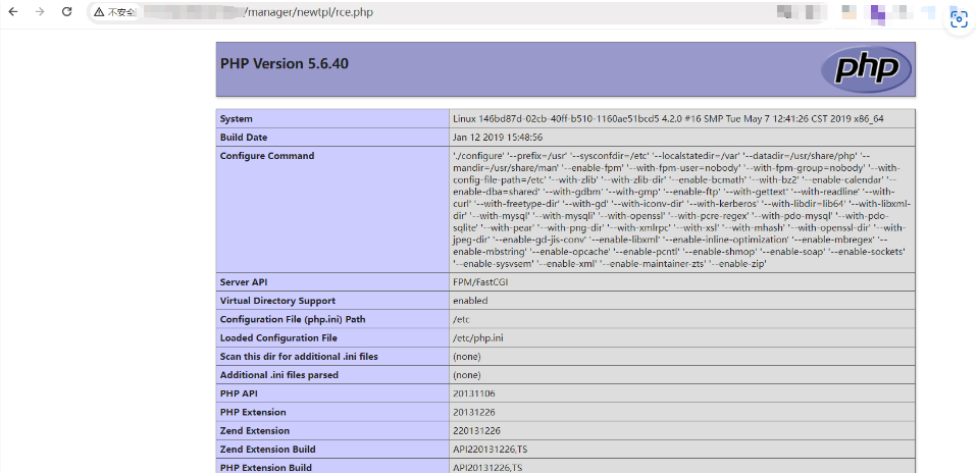 不安全
/manager/newtpl/rce.php
PHP Version 5.6.40
php
System Linux 146bd87d-02cb-40ff-b510-1160ae51bcd5 4.2.0 #16 SMP Tue May 7 12:41:26 CST 2019 x86_64
Build Date Jan 12 2019 15:48:56
Configure Command './configure' '--prefix=/usr' '--sysconfdir=/etc' '--localstatedir=/var' '--datadir=/usr/share/php' '--
mandir=/usr/share/man' '--enable-fpm' '--with-fpm-user=nobody' '--with-fpm-group=nobody' '--with-
config-file-path=/etc' '--with-zlib' '--with-zlib-dir' '--enable-bcmath' '--with-bz2' '--enable-calendar' '--
enable-dba=shared' '--with-gdbm' '--with-gmp' '--enable-ftp' '--with-gettext' '--with-readline' '--with-
curl' '--with-freetype-dir' '--with-gd' '--with-iconv-dir' '--with-kerberos' '--with-libdir=lib64' '--with-libxml-
dir' '--with-mysql' '--with-mysqli' '--with-openssl' '--with-pcre-regex' '--with-pdo-mysql' '--with-pdo-
sqlite' '--with-pear' '--with-png-dir' '--with-xmlrpc' '--with-xsl' '--with-mhash' '--with-openssl-dir' '--with-
jpeg-dir' '--enable-gd-jis-conv' '--enable-libxml' '--enable-inline-optimization' '--enable-mbregex' '--
enable-mbstring' '--enable-opcache' '--enable-pcntl' '--enable-shmop' '--enable-soap' '--enable-sockets'
'--enable-sysvsem' '--enable-xml' '--enable-maintainer-zts' '--enable-zip'
Server API FPM/FastCGI
Virtual Directory Support enabled
Configuration File (php.ini) Path /etc
Loaded Configuration File /etc/php.ini
Scan this dir for additional .ini files (none)
Additional .ini files parsed (none)
PHP API 20131106
PHP Extension 20131226
Zend Extension 220131226
Zend Extension Build API220131226,TS
PHP Extension Build API20131226,TS